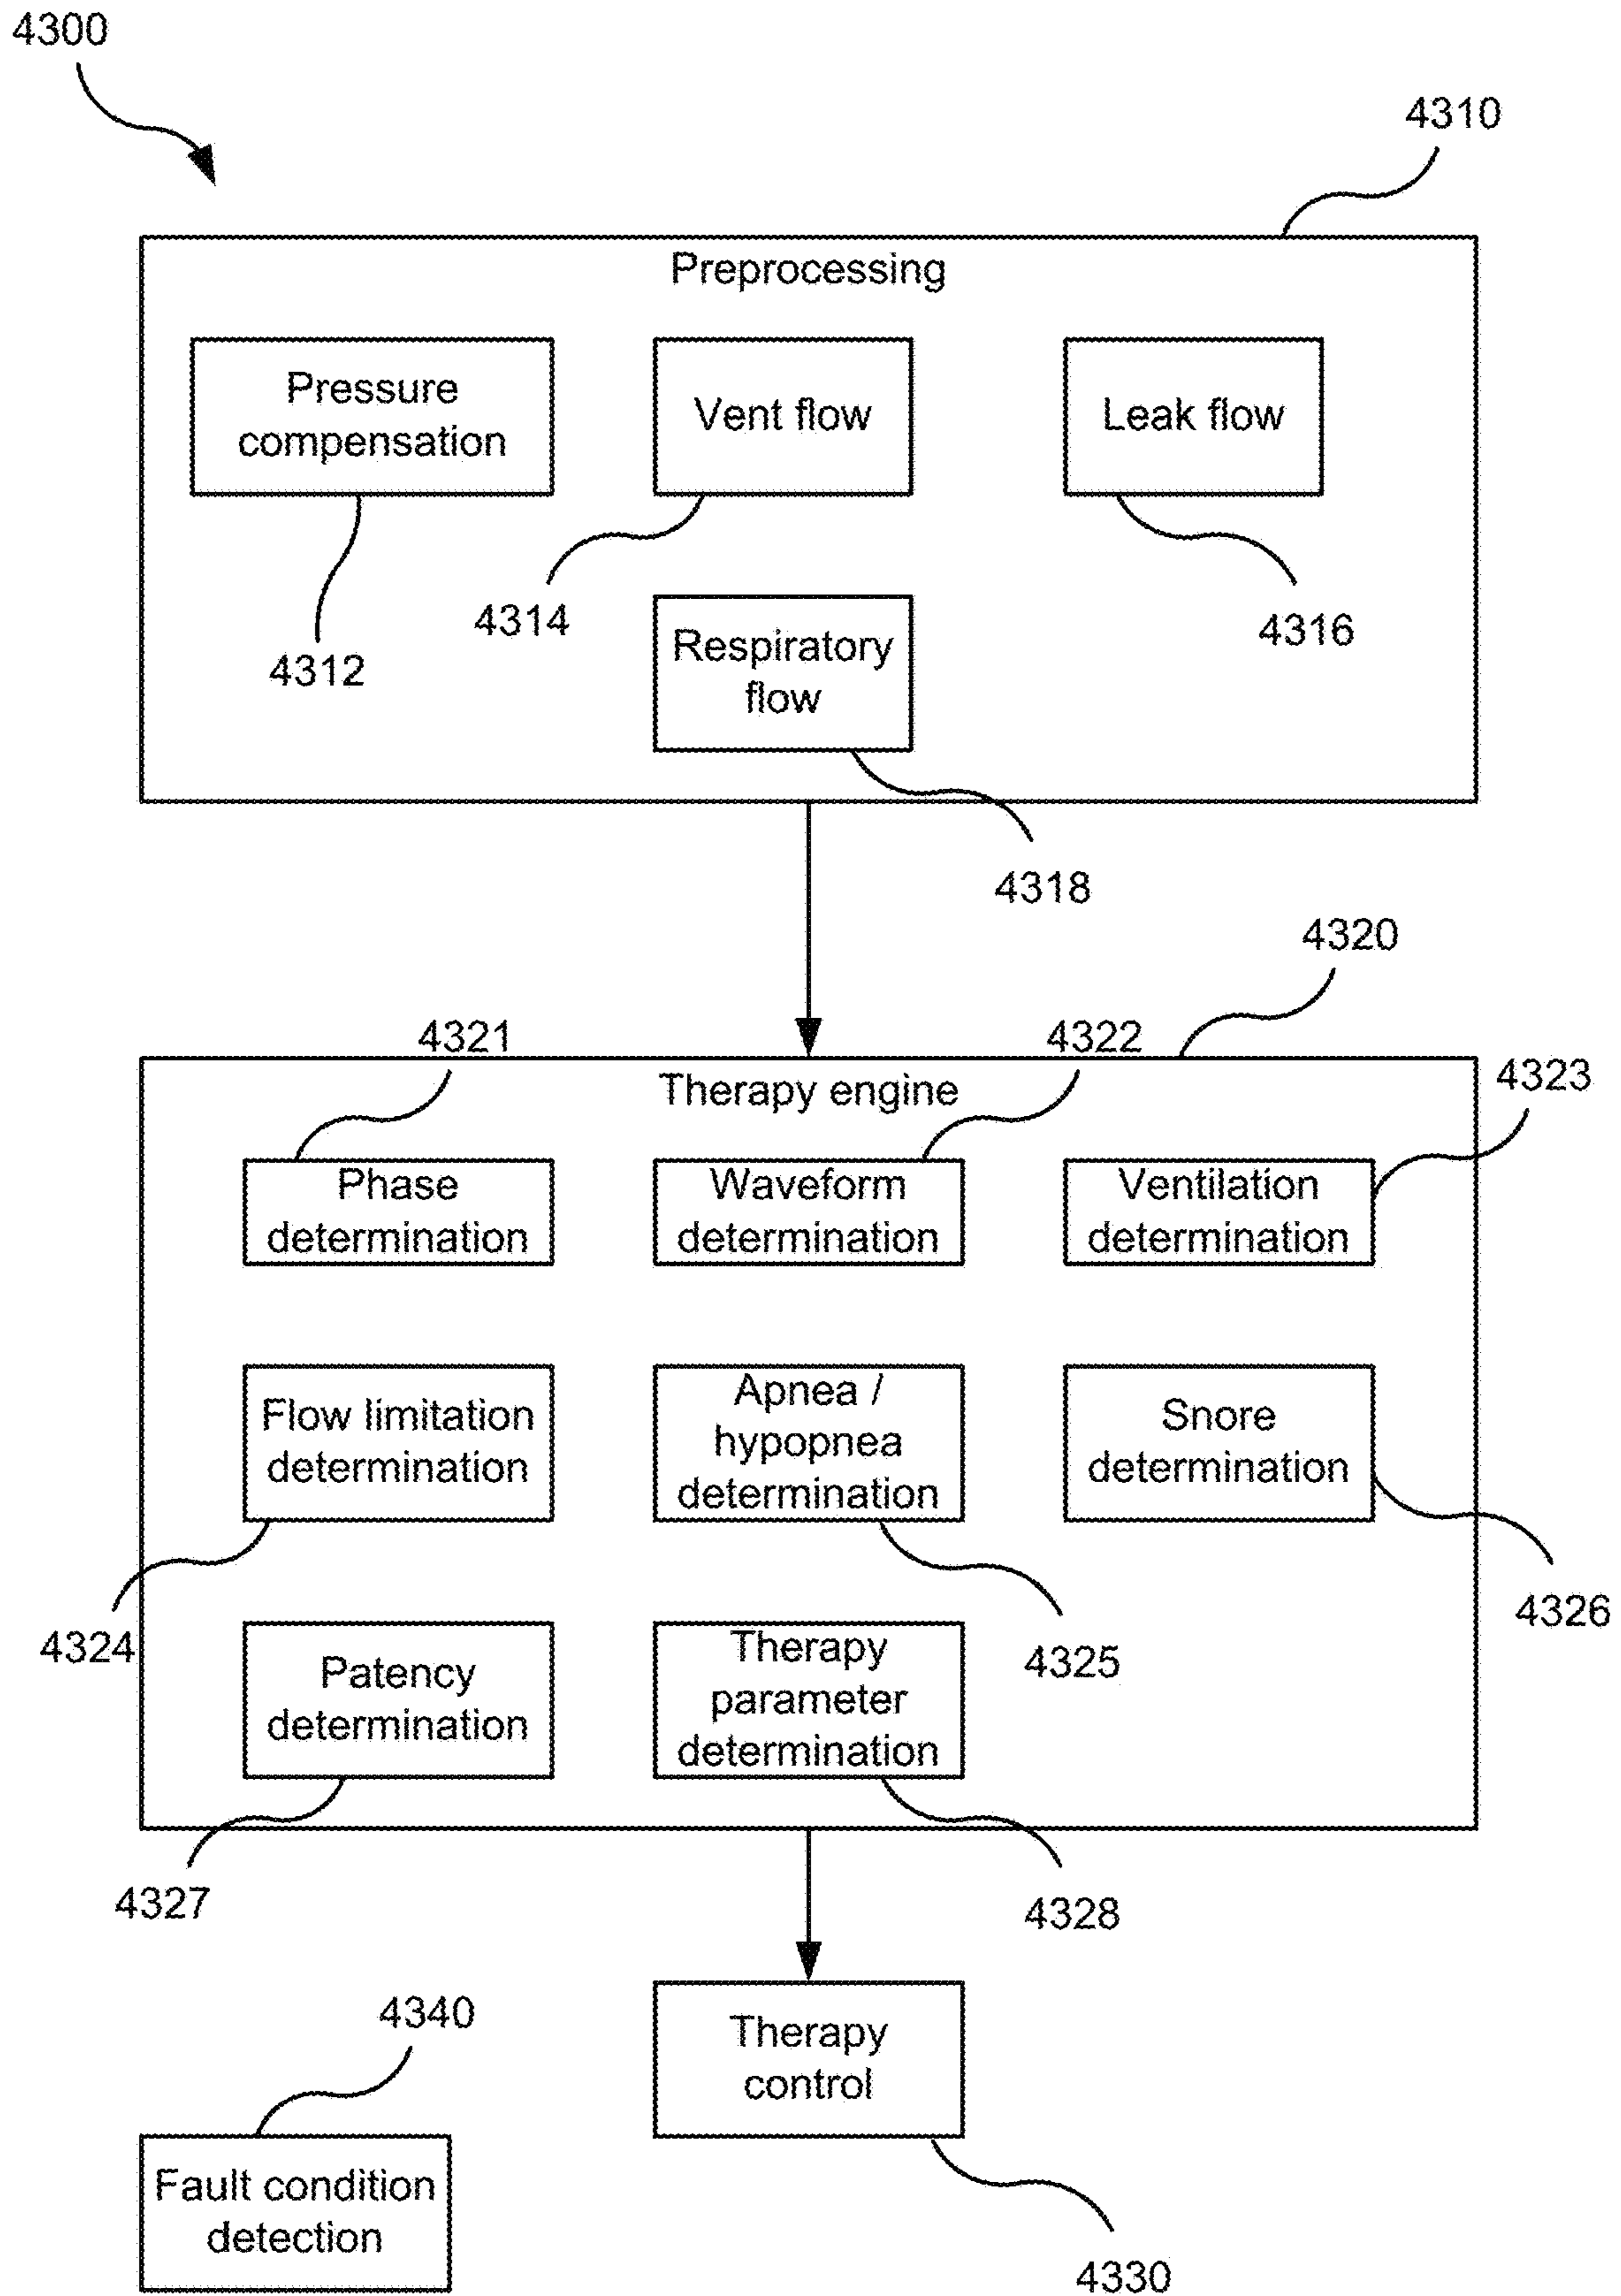 4300
4310
Preprocessing
Pressure
compensation
Vent flow
Leak flow
4312
4314
4316
Respiratory
flow
4318
4320
4321
4322
4323
Therapy engine
Phase
determination
Waveform
determination
Ventilation
determination
Flow limitation
determination
Apnea /
hypopnea
determination
Snore
determination
4324
4325
4326
Patency
determination
Therapy
parameter
determination
4327
4328
Therapy
control
4330
4340
Fault condition
detection